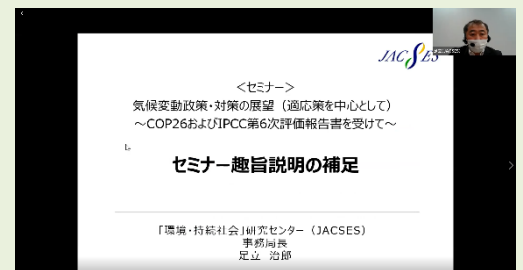 JACSES
<セミナー>
気候変動政策・対策の展望（適応策を中心として）
～COP26およびIPCC第6次評価報告書を受けて～
セミナー趣旨説明の補足
「環境・持続社会」研究センター（JACSES）
事務局長
足立 治郎